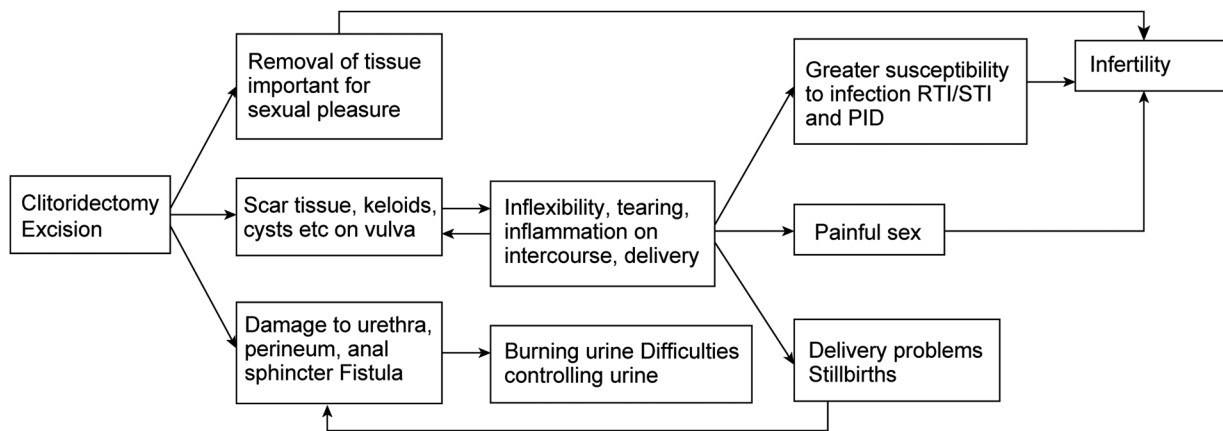 Removal of tissue
important for
sexual pleasure
Greater susceptibility
to infection RTI/STI
and PID
Infertility
Clitoridectomy
Excision
Scar tissue, keloids,
cysts etc on vulva
Inflexibility, tearing,
inflammation on
intercourse, delivery
Painful sex
Damage to urethra,
perineum, anal
sphincter Fistula
Burning urine Difficulties
controlling urine
Delivery problems
Stillbirths